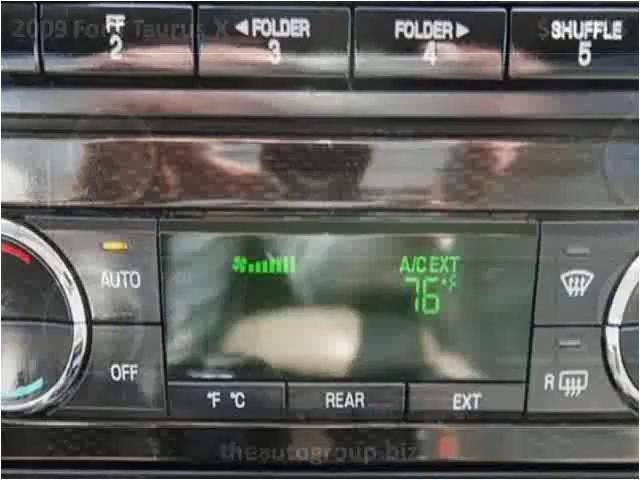 2009 Ford Taurus X
FF
2
◀FOLDER
3
FOLDER▶
4
SHUFFLE
5
AUTO
OFF
A/C EXT
76°F
R
°F °C
REAR
EXT
theautogroup.biz